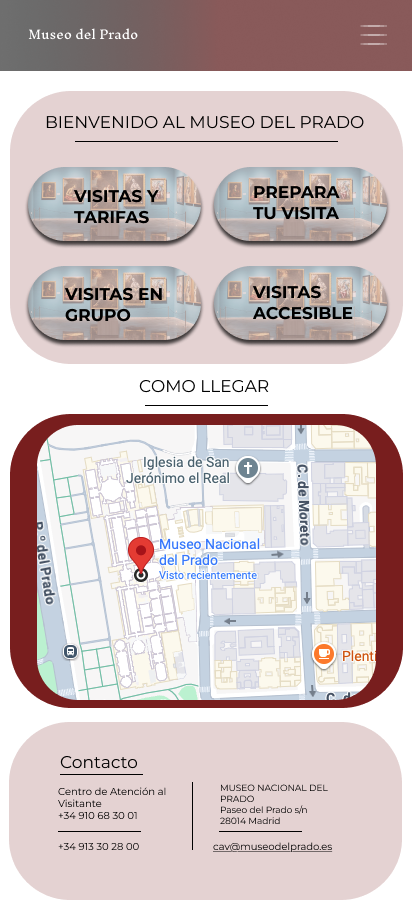 Museo del Prado
BIENVENIDO AL MUSEO DEL PRADO
VISITAS Y
TARIFAS
PREPARA
TU VISITA
VISITAS EN
GRUPO
VISITAS
ACCESIBLE
COMO LLEGAR
Iglesia de San
Jerónimo el Real
C. de Moreto
P.º del Prado
Museo Nacional
del Prado
Visto recientemente
Plenti
C. de
Contacto
Centro de Atención al
Visitante
+34 910 68 30 01
+34 913 30 28 00
MUSEO NACIONAL DEL
PRADO
Paseo del Prado s/n
28014 Madrid
cav@museodelprado.es